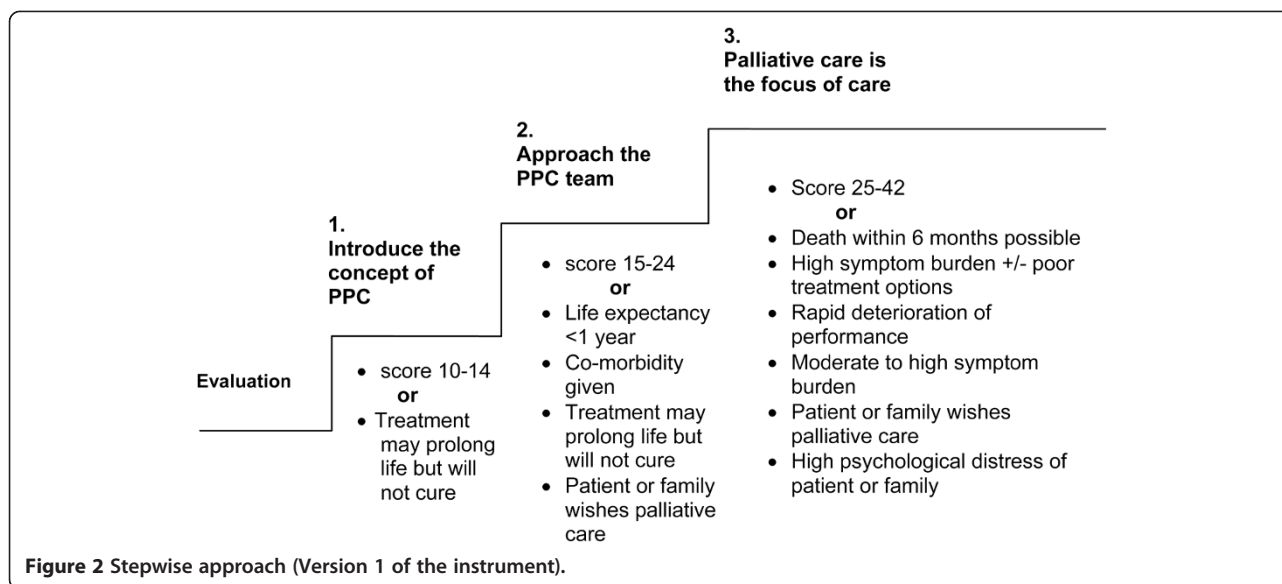 Evaluation
1.
Introduce the
concept of
PPC
• score 10-14
or
• Treatment
may prolong
life but will
not cure
2.
Approach the
PPC team
• score 15-24
or
• Life expectancy
<1 year
• Co-morbidity
given
• Treatment may
prolong life but
will not cure
• Patient or family
wishes palliative
care
3.
Palliative care is
the focus of care
• Score 25-42
or
• Death within 6 months possible
• High symptom burden +/- poor
treatment options
• Rapid deterioration of
performance
• Moderate to high symptom
burden
• Patient or family wishes
palliative care
• High psychological distress of
patient or family
Figure 2 Stepwise approach (Version 1 of the instrument).